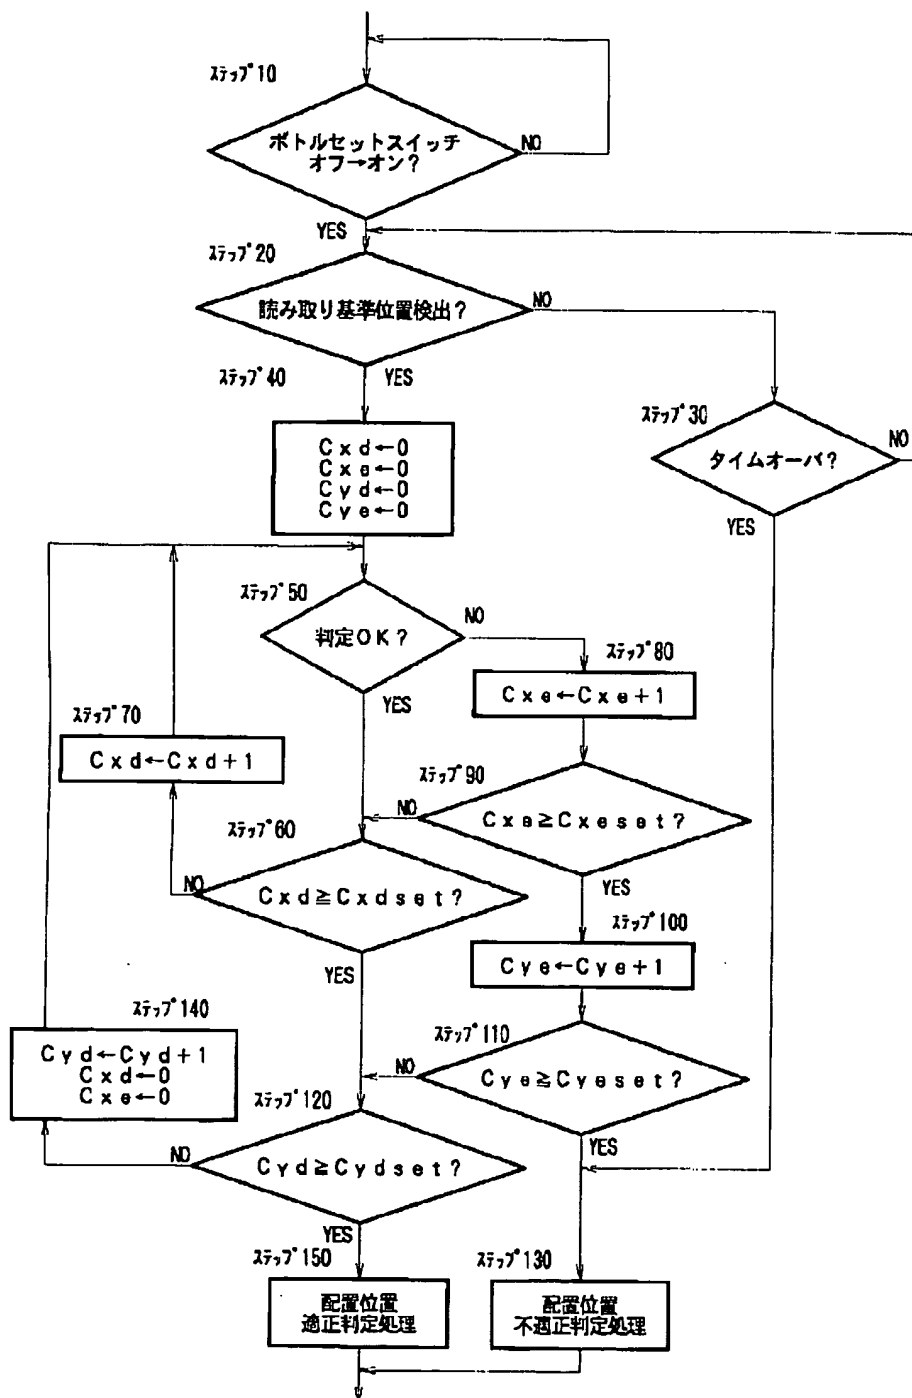 ステップ10
ボトルセットスイッチ
オフ→オン?
NO
YES
ステップ20
読み取り基準位置検出?
NO
YES
ステップ30
タイムオーバ?
NO
YES
ステップ40
Cxd←0
Cxe←0
Cyd←0
Cye←0
ステップ50
判定OK?
NO
YES
ステップ80
Cxe←Cxe+1
ステップ70
Cxd←Cxd+1
ステップ90
Cxe≧Cxeset?
NO
YES
ステップ60
Cxd≧Cxdset?
NO
YES
ステップ100
Cye←Cye+1
ステップ140
Cyd←Cyd+1
Cxd←0
Cxe←0
ステップ110
Cye≧Cyeset?
NO
YES
ステップ120
Cyd≧Cydset?
NO
YES
ステップ150
配置位置
適正判定処理
ステップ130
配置位置
不適正判定処理